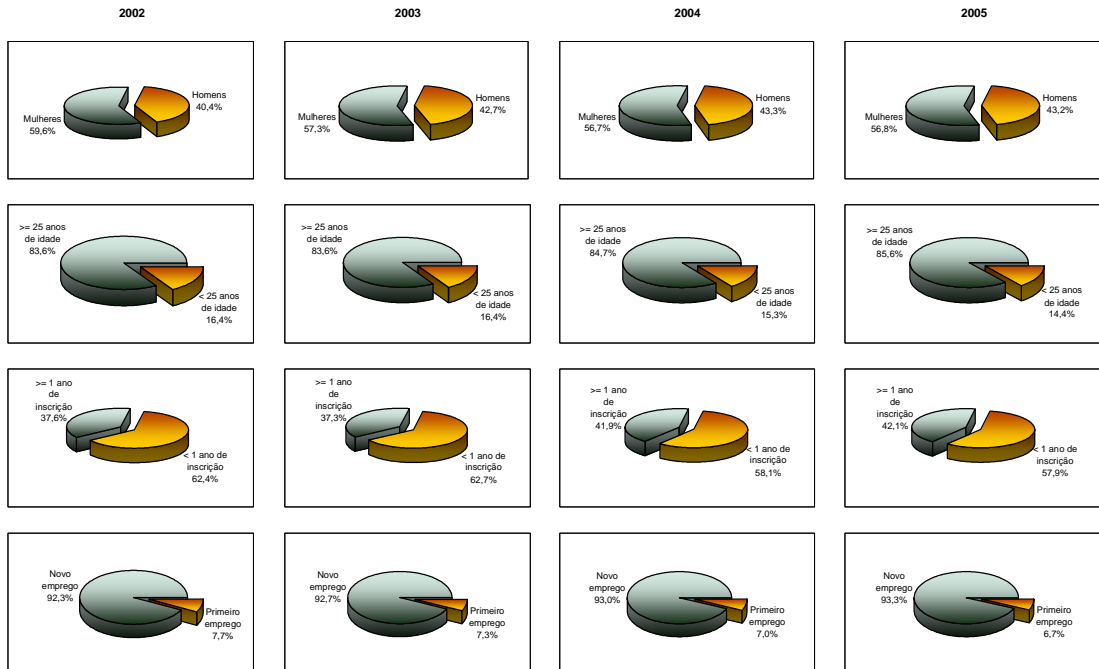 2002
2003
2004
2005
Homens
40,4%
Mulheres
59,6%
Homens
42,7%
Mulheres
57,3%
Homens
43,3%
Mulheres
56,7%
Homens
43,2%
Mulheres
56,8%
>= 25 anos
de idade
83,6%
< 25 anos
de idade
16,4%
>= 25 anos
de idade
83,6%
< 25 anos
de idade
16,4%
>= 25 anos
de idade
84,7%
< 25 anos
de idade
15,3%
>= 25 anos
de idade
85,6%
< 25 anos
de idade
14,4%
>= 1 ano
de
inscrição
37,6%
< 1 ano de
inscrição
62,4%
>= 1 ano
de
inscrição
37,3%
< 1 ano de
inscrição
62,7%
>= 1 ano
de
inscrição
41,9%
< 1 ano de
inscrição
58,1%
>= 1 ano
de
inscrição
42,1%
< 1 ano de
inscrição
57,9%
Novo
emprego
92,3%
Primeiro
emprego
7,7%
Novo
emprego
92,7%
Primeiro
emprego
7,3%
Novo
emprego
93,0%
Primeiro
emprego
7,0%
Novo
emprego
93,3%
Primeiro
emprego
6,7%